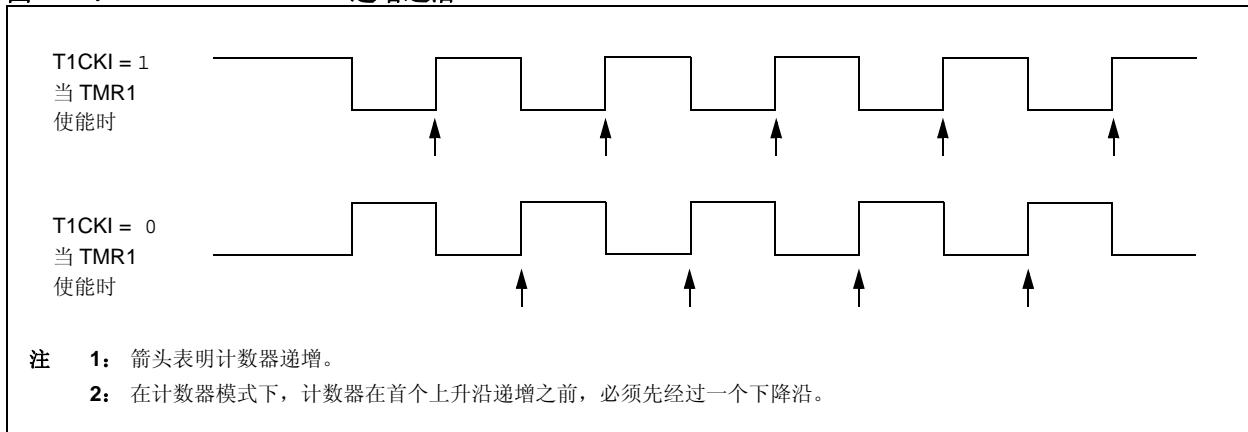 T1CKI = 1
当 TMR1
使能时
T1CKI = 0
当 TMR1
使能时
注 1： 箭头表明计数器递增。
2： 在计数器模式下，计数器在首个上升沿递增之前，必须先经过一个下降沿。